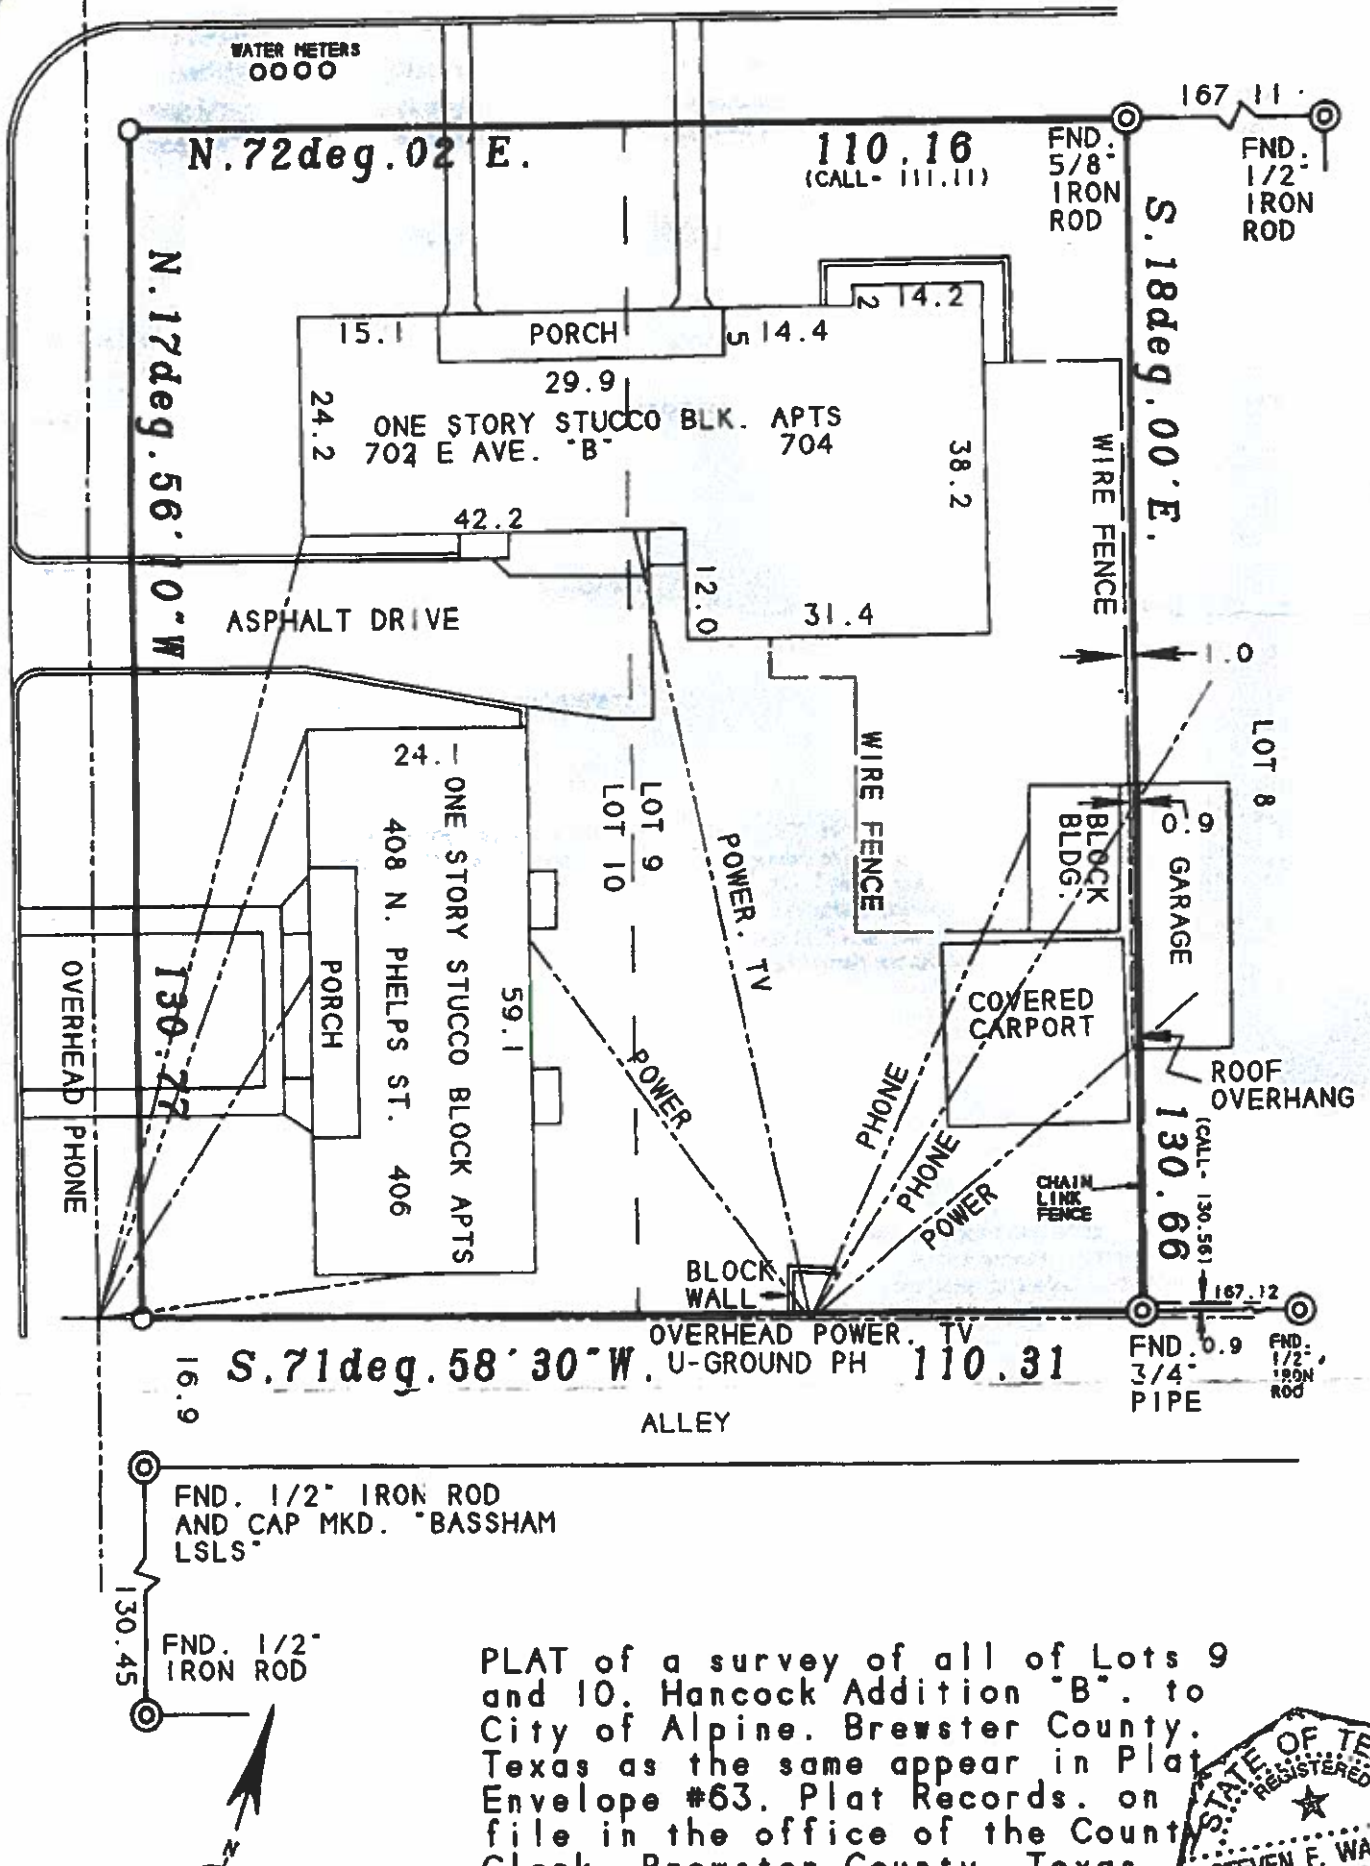 WATER METERS
167.11
N.72deg.02'E.
110.16
(CALL- 111.11)
FND.
5/8"
IRON
ROD
FND.
1/2"
IRON
ROD
S.18deg.00'E.
N.17deg.56'10"W
15.1
PORCH
5
14.4
2
14.2
29.9
24.2
ONE STORY STUCCO BLK. APTS
702 E AVE. "B"
704
38.2
WIRE FENCE
42.2
12.0
31.4
ASPHALT DRIVE
1.0
LOT 8
24.1
ONE STORY STUCCO BLOCK APTS
408 N. PHELPS ST. 406
PORCH
59.1
LOT 9
LOT 10
POWER. TV
WIRE FENCE
BLOCK
BLDG.
0.9
GARAGE
COVERED
CARPORT
OVERHEAD PHONE
130.77
POWER
PHONE
PHONE
POWER
ROOF
OVERHANG
CHAIN
LINK
FENCE
130.66
(CALL- 130.56)
BLOCK
WALL
167.12
OVERHEAD POWER. TV
U-GROUND PH
S.71deg.58'30"W.
110.31
FND.
3/4"
PIPE
0.9
FND.
1/2"
IRON
ROD
16.9
ALLEY
FND. 1/2" IRON ROD
AND CAP MKD. "BASSHAM
LSLS"
130.45
FND. 1/2"
IRON ROD
N
PLAT of a survey of all of Lots 9
and 10. Hancock Addition "B". to
City of Alpine. Brewster County.
Texas as the same appear in Plat
Envelope #63. Plat Records. on
file in the office of the County
Clerk. Brewster County. Texas
STATE OF TE
REGISTERED
STEVEN F. WA